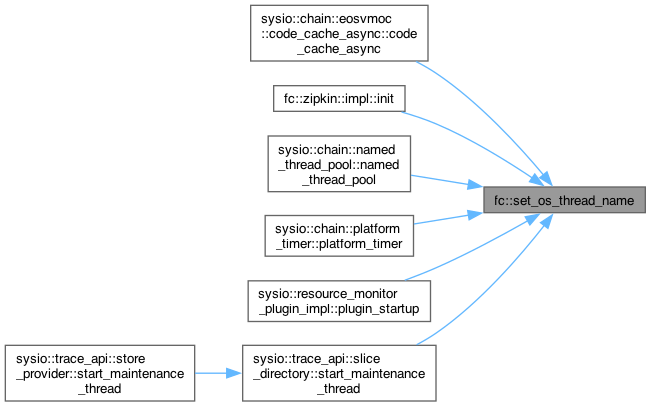 sysio::chain::eosvmoc
::code_cache_async::code
_cache_async
fc::zipkin::impl::init
sysio::chain::named
_thread_pool::named
_thread_pool
fc::set_os_thread_name
sysio::chain::platform
_timer::platform_timer
sysio::resource_monitor
_plugin_impl::plugin_startup
sysio::trace_api::store
_provider::start_maintenance
_thread
sysio::trace_api::slice
_directory::start_maintenance
_thread